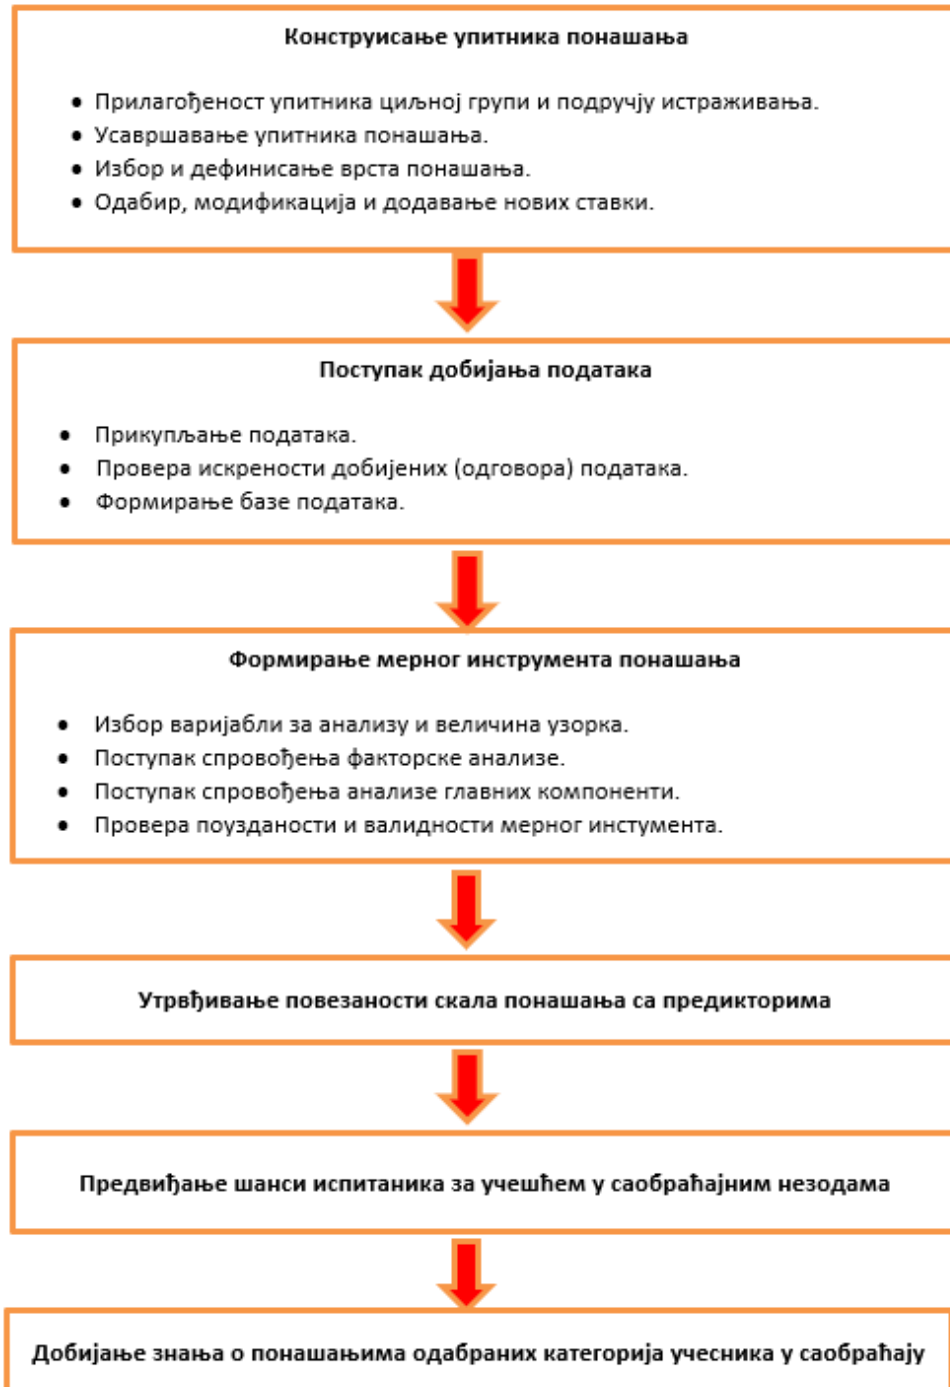 Конструисање упитника понашања
● Прилагођеност упитника циљној групи и подручју истраживања.
● Усавршавање упитника понашања.
● Избор и дефинисање врста понашања.
● Одабир, модификација и додавање нових ставки.
Поступак добијања података
● Прикупљање података.
● Провера искрености добијених (одговора) података.
● Формирање базе података.
Формирање мерног инструмента понашања
● Избор варијабли за анализу и величина узорка.
● Поступак спровођења факторске анализе.
● Поступак спровођења анализе главних компоненти.
● Провера поузданости и валидности мерног инстумента.
Утрвђивање повезаности скала понашања са предикторима
Предвиђање шанси испитаника за учешћем у саобраћајним незодама
Добијање знања о понашањима одабраних категорија учесника у саобраћају